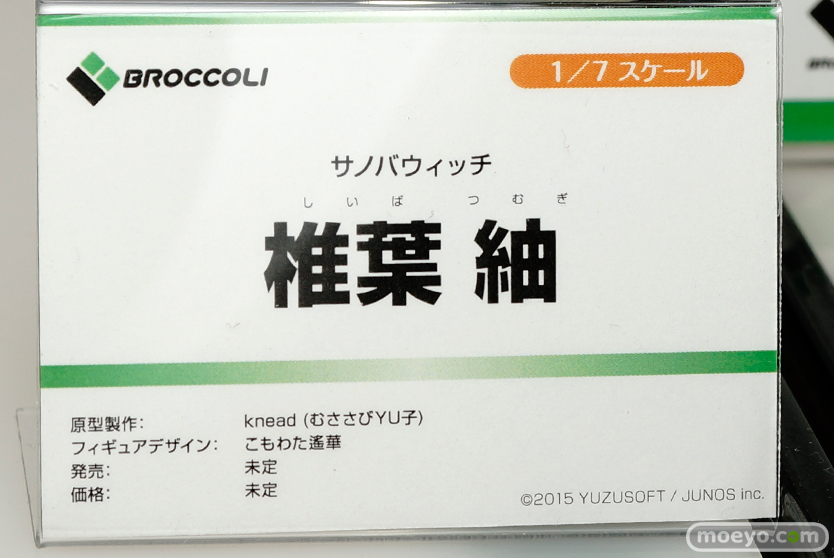 BROCCOLI
1／7 スケール
サノバウィッチ
しいば つむぎ
椎葉 紬
原型製作: knead (むささびYU子)
フィギュアデザイン: こもわた遙華
発売: 未定
価格: 未定
©2015 YUZUSOFT / JUNOS inc.
moeyo.com